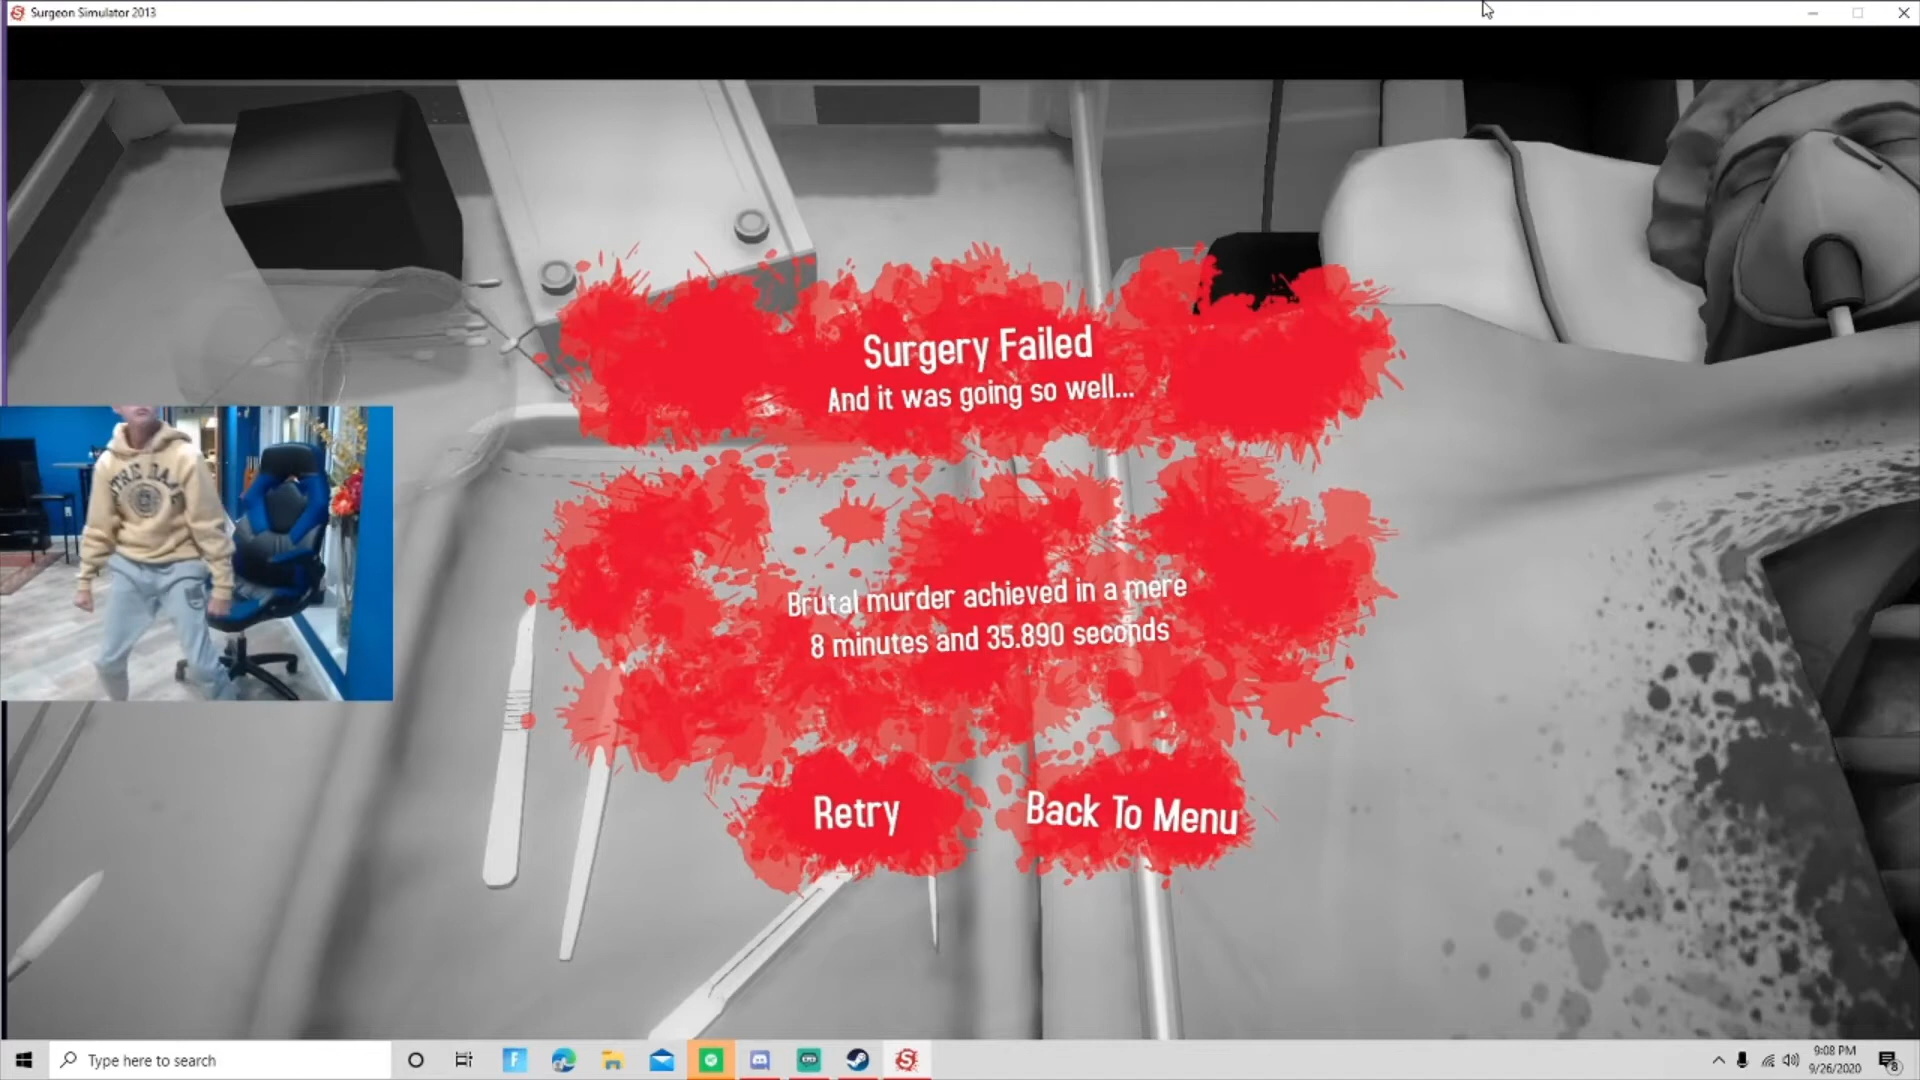 Surgeon Simulator 2013
Surgery Failed
And it was going so well...
Brutal murder achieved in a mere
8 minutes and 35.890 seconds
Retry
Back To Menu
Type here to search
9:08 PM
9/26/2020
8